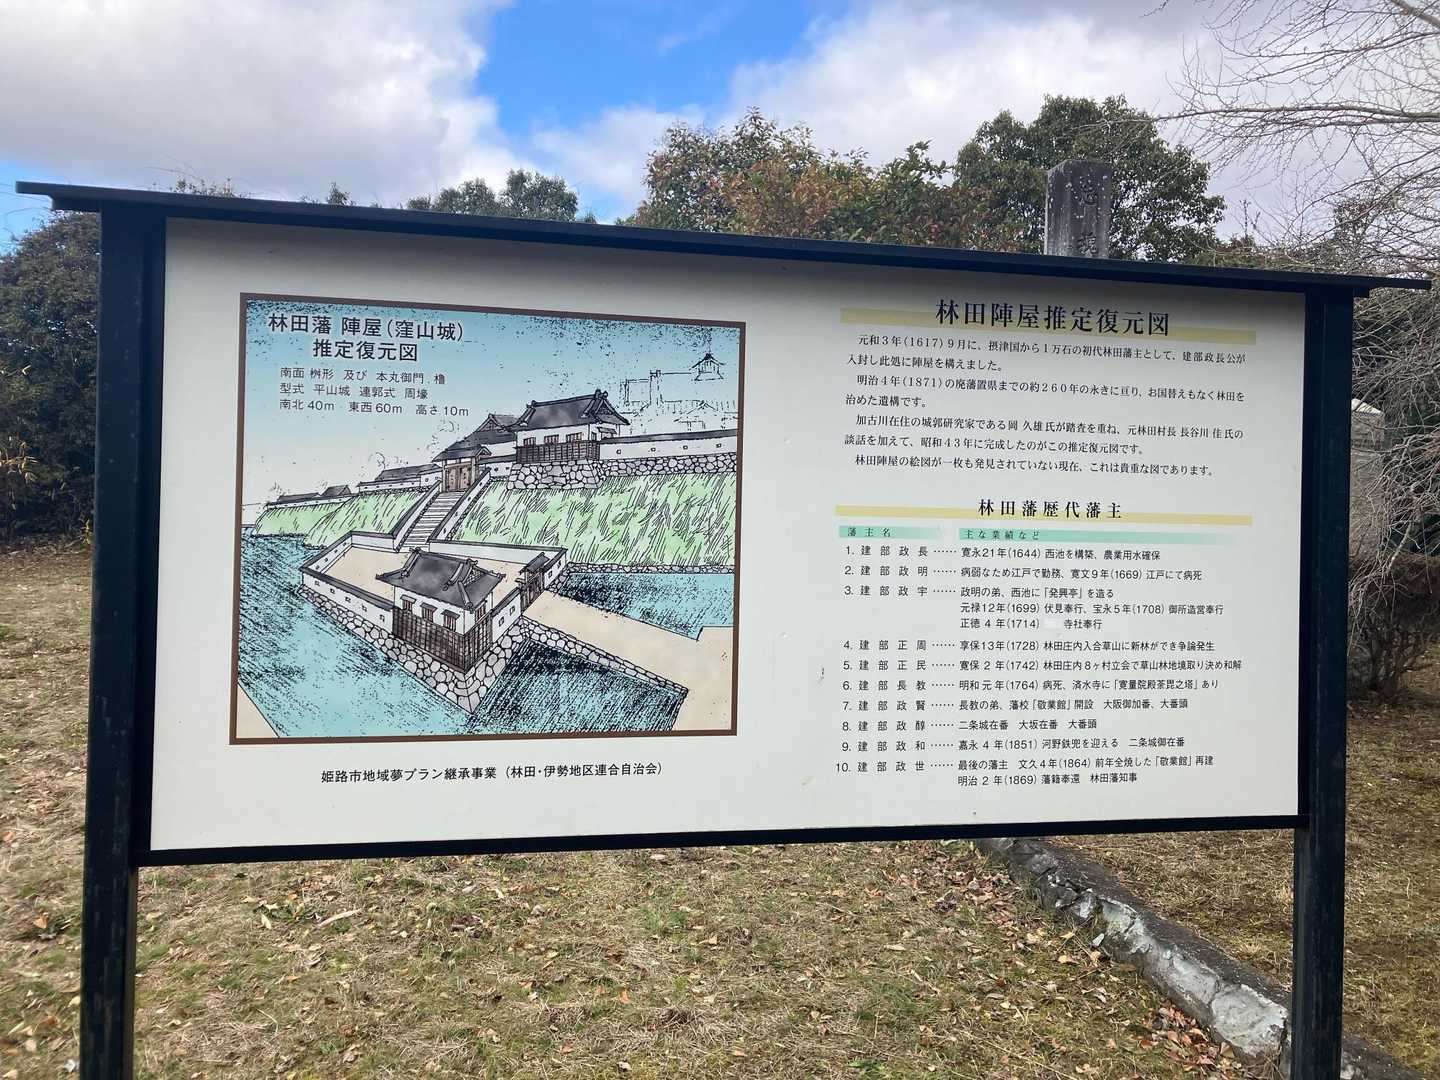 林田藩 陣屋(窪山城)
推定復元図
南面 桝形 及び 本丸御門、櫓
型式 平山城 連郭式 周壕
南北40m 東西60m 高さ10m
姫路市地域夢プラン継承事業(林田・伊勢地区連合自治会)
林田陣屋推定復元図
元和3年(1617)9月に、摂津国から1万石の初代林田藩主として、建部政長公が
入封し此処に陣屋を構えました。
明治4年(1871)の廃藩置県までの約260年の永きに亘り、お国替えもなく林田を
治めた遺構です。
加古川在住の城郭研究家である岡 久雄氏が踏査を重ね、元林田村長 長谷川 佳氏の
談話を加えて、昭和43年に完成したのがこの推定復元図です。
林田陣屋の絵図が一枚も発見されていない現在、これは貴重な図であります。
林田藩歴代藩主
藩主名 主な業績など
1. 建部政長……寛永21年(1644) 西池を構築、農業用水確保
2. 建部政明……病弱なため江戸で勤務、寛文9年(1669) 江戸にて病死
3. 建部政宇……政明の弟、西池に「発興亭」を造る
元禄12年(1699) 伏見奉行、宝永5年(1708) 御所造営奉行
正徳 4年(1714) 寺社奉行
4. 建部正周……享保13年(1728) 林田庄内入会草山に新林ができ争論発生
5. 建部正民……寛保 2年(1742) 林田庄内8ヶ村立会で草山林地境取り決め和解
6. 建部長教……明和元年(1764) 病死、済水寺に「寛量院殿荼毘之塔」あり
7. 建部政賢……長教の弟、藩校「敬業館」開設 大阪御加番、大番頭
8. 建部政醇……二条城在番 大坂在番 大番頭
9. 建部政和……嘉永 4年(1851) 河野鉄兜を迎える 二条城御在番
10. 建部政世……最後の藩主 文久4年(1864) 前年全焼した「敬業館」再建
明治 2年(1869) 藩籍奉還 林田藩知事
忠